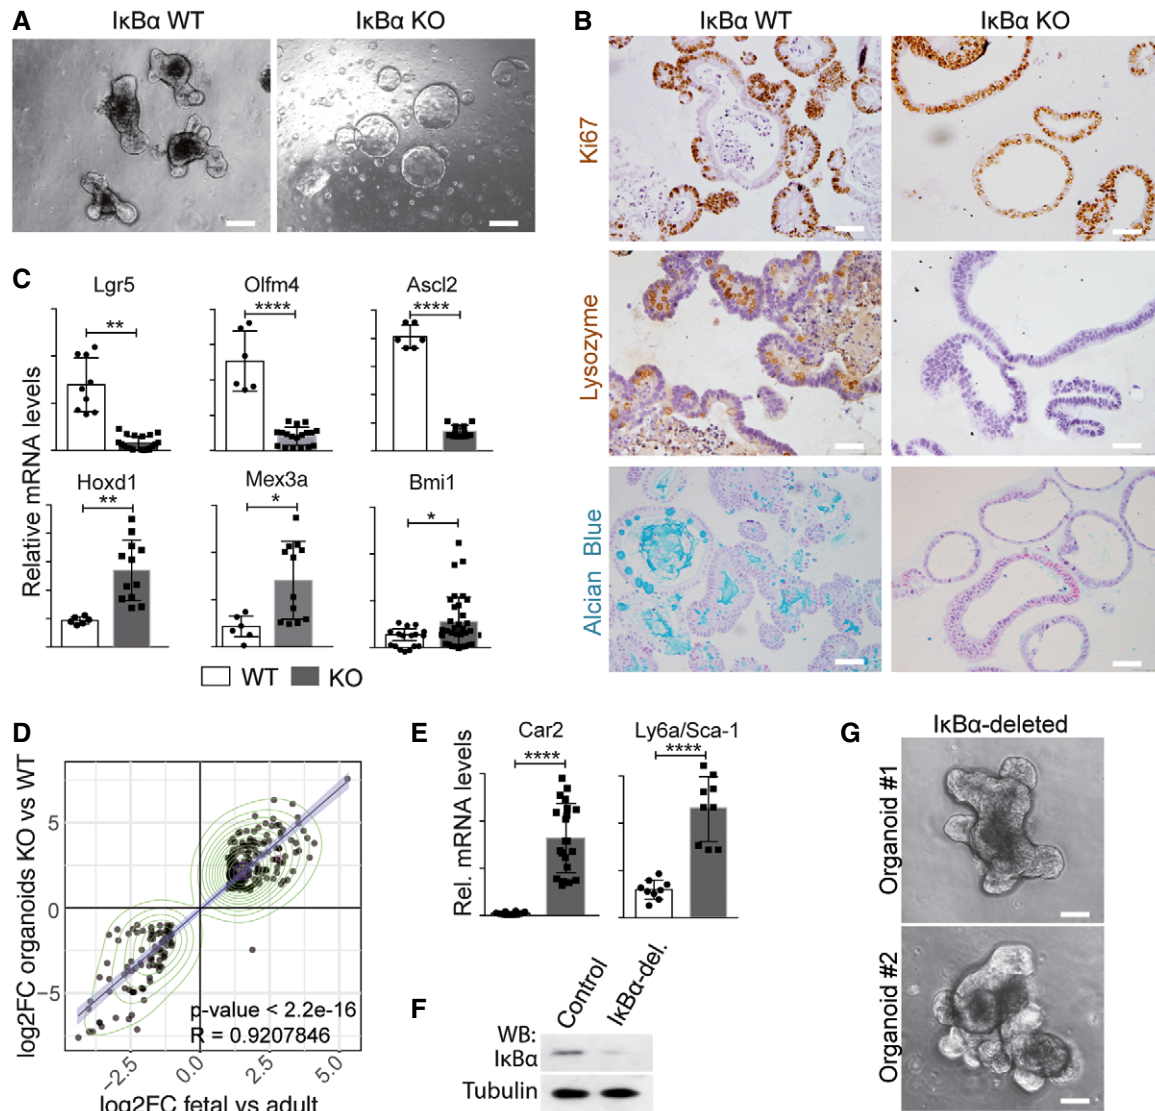 A
IκBα WT
IκBα KO
B
IκBα WT
IκBα KO
Ki67
Lysozyme
Alcian Blue
C
Relative mRNA levels
Lgr5
**
Olfm4
****
Ascl2
****
Hoxd1
**
Mex3a
*
Bmi1
*
WT
KO
D
log2FC organoids KO vs WT
5
0
−5
p-value < 2.2e-16
R = 0.9207846
−2.5
0.0
2.5
5.0
log2FC fetal vs adult
E
Rel. mRNA levels
Car2
****
Ly6a/Sca-1
****
F
Control
IκBα-del.
WB:
IκBα
Tubulin
G
IκBα-deleted
Organoid #1
Organoid #2